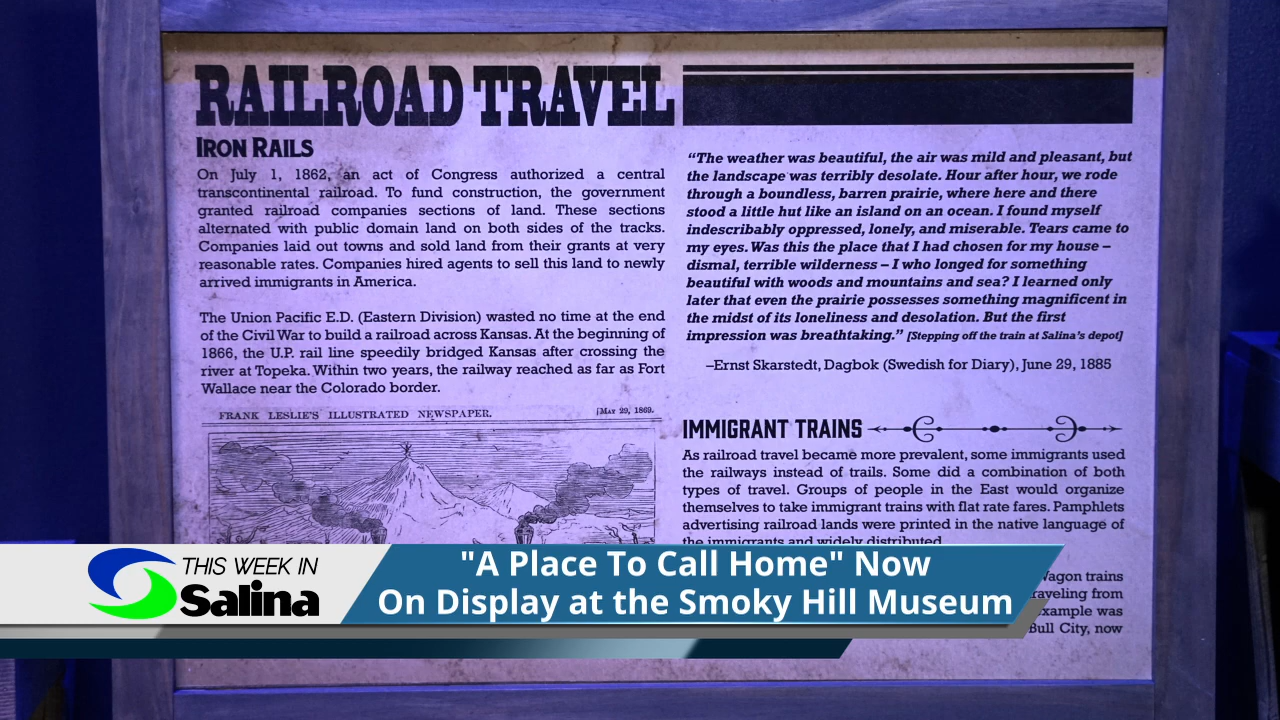 RAILROAD TRAVEL
IRON RAILS
On July 1, 1862, an act of Congress authorized a central
transcontinental railroad. To fund construction, the government
granted railroad companies sections of land. These sections
alternated with public domain land on both sides of the tracks.
Companies laid out towns and sold land from their grants at very
reasonable rates. Companies hired agents to sell this land to newly
arrived immigrants in America.
The Union Pacific E.D. (Eastern Division) wasted no time at the end
of the Civil War to build a railroad across Kansas. At the beginning of
1866, the U.P. rail line speedily bridged Kansas after crossing the
river at Topeka. Within two years, the railway reached as far as Fort
Wallace near the Colorado border.
FRANK LESLIE'S ILLUSTRATED NEWSPAPER. [MAY 29, 1869.
“The weather was beautiful, the air was mild and pleasant, but
the landscape was terribly desolate. Hour after hour, we rode
through a boundless, barren prairie, where here and there
stood a little hut like an island on an ocean. I found myself
indescribably oppressed, lonely, and miserable. Tears came to
my eyes. Was this the place that I had chosen for my house –
dismal, terrible wilderness – I who longed for something
beautiful with woods and mountains and sea? I learned only
later that even the prairie possesses something magnificent in
the midst of its loneliness and desolation. But the first
impression was breathtaking.” [Stepping off the train at Salina's depot]
–Ernst Skarstedt, Dagbok (Swedish for Diary), June 29, 1885
IMMIGRANT TRAINS
As railroad travel became more prevalent, some immigrants used
the railways instead of trails. Some did a combination of both
types of travel. Groups of people in the East would organize
themselves to take immigrant trains with flat rate fares. Pamphlets
advertising railroad lands were printed in the native language of
the immigrants and widely distributed.
Wagon trains
raveling from
example was
Bull City, now
THIS WEEK IN
Salina
"A Place To Call Home" Now
On Display at the Smoky Hill Museum